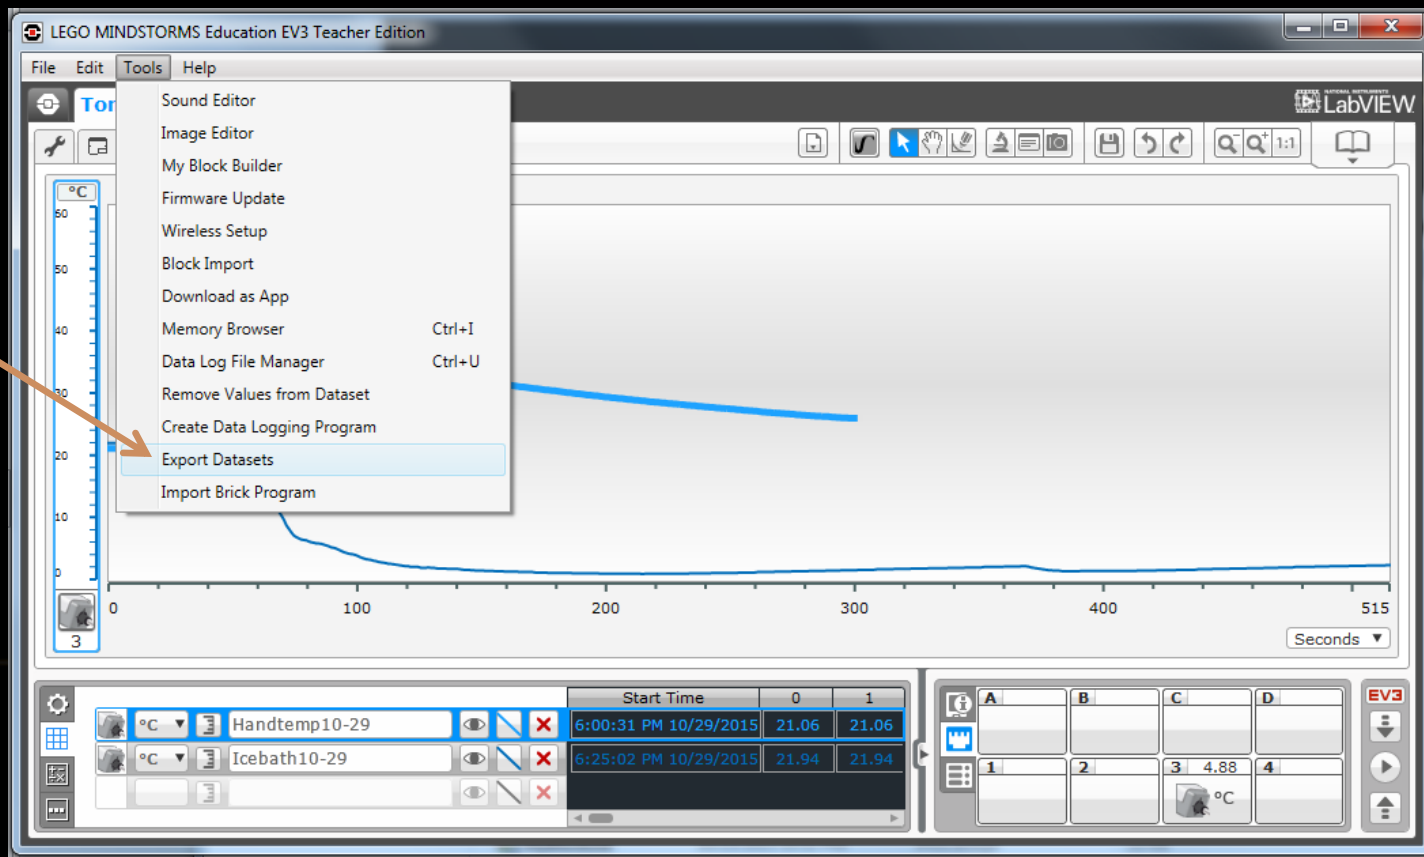 LEGO MINDSTORMS Education EV3 Teacher Edition
File Edit Tools Help
Tor
NATIONAL INSTRUMENTS
LabVIEW
Sound Editor
Image Editor
My Block Builder
Firmware Update
Wireless Setup
Block Import
Download as App
Memory Browser Ctrl+I
Data Log File Manager Ctrl+U
Remove Values from Dataset
Create Data Logging Program
Export Datasets
Import Brick Program
1:1
°C
60
50
40
30
20
10
0
3
0 100 200 300 400 515
Seconds
Start Time 0 1
°C Handtemp10-29 6:00:31 PM 10/29/2015 21.06 21.06
°C Icebath10-29 6:25:02 PM 10/29/2015 21.94 21.94
A B C D
1 2 3 4.88 4
°C
EV3